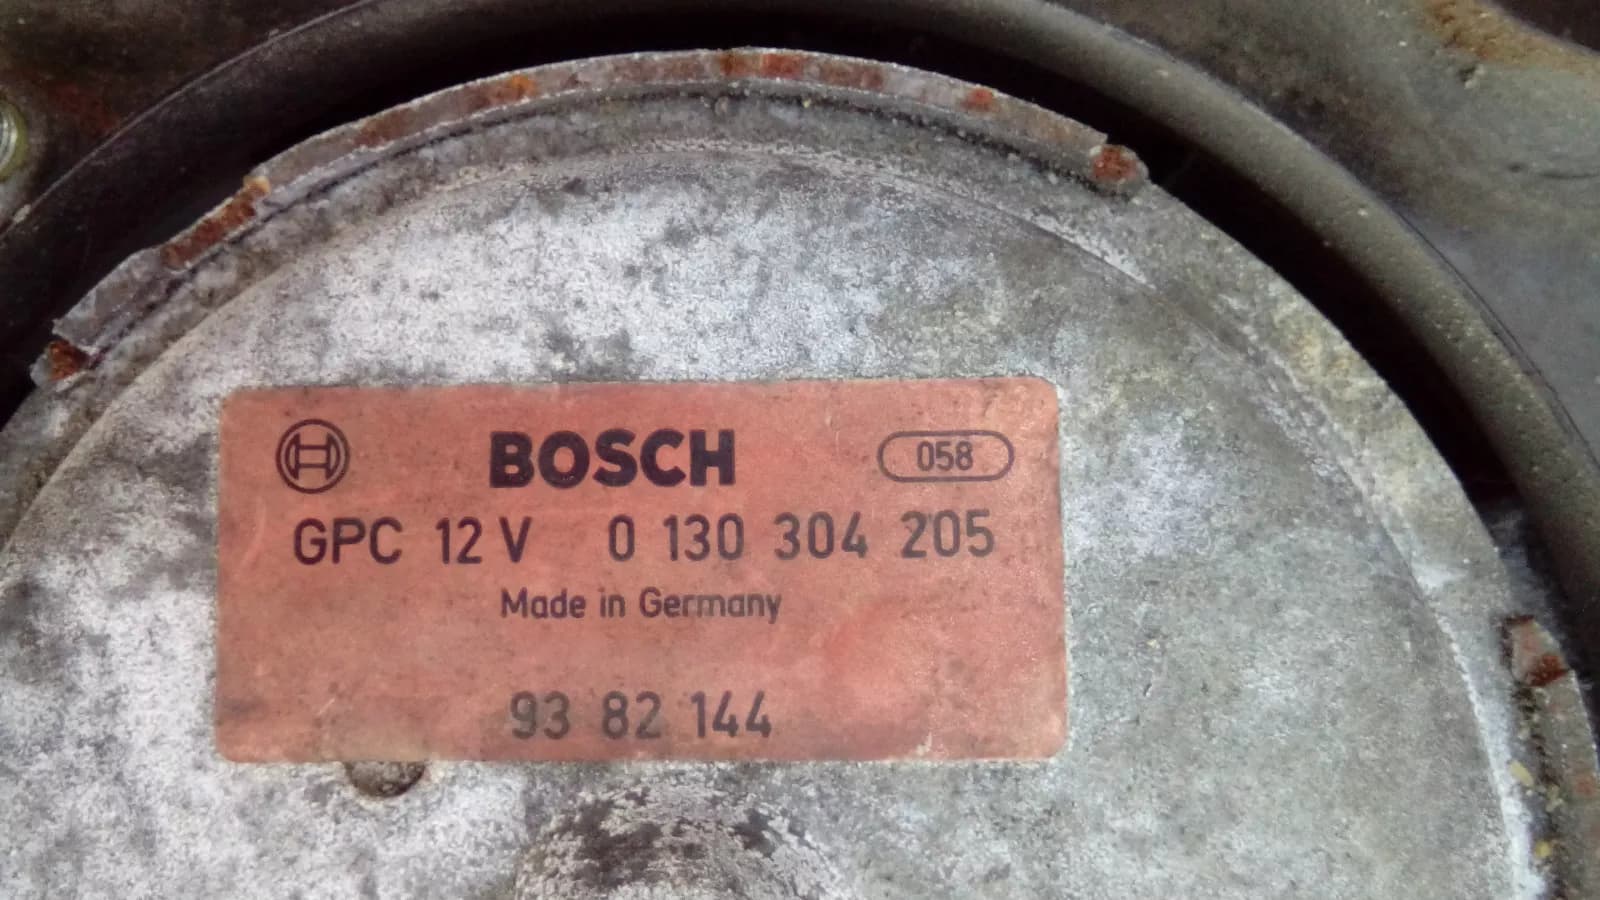 BOSCH 058
GPC 12 V 0 130 304 205
Made in Germany
93 82 144